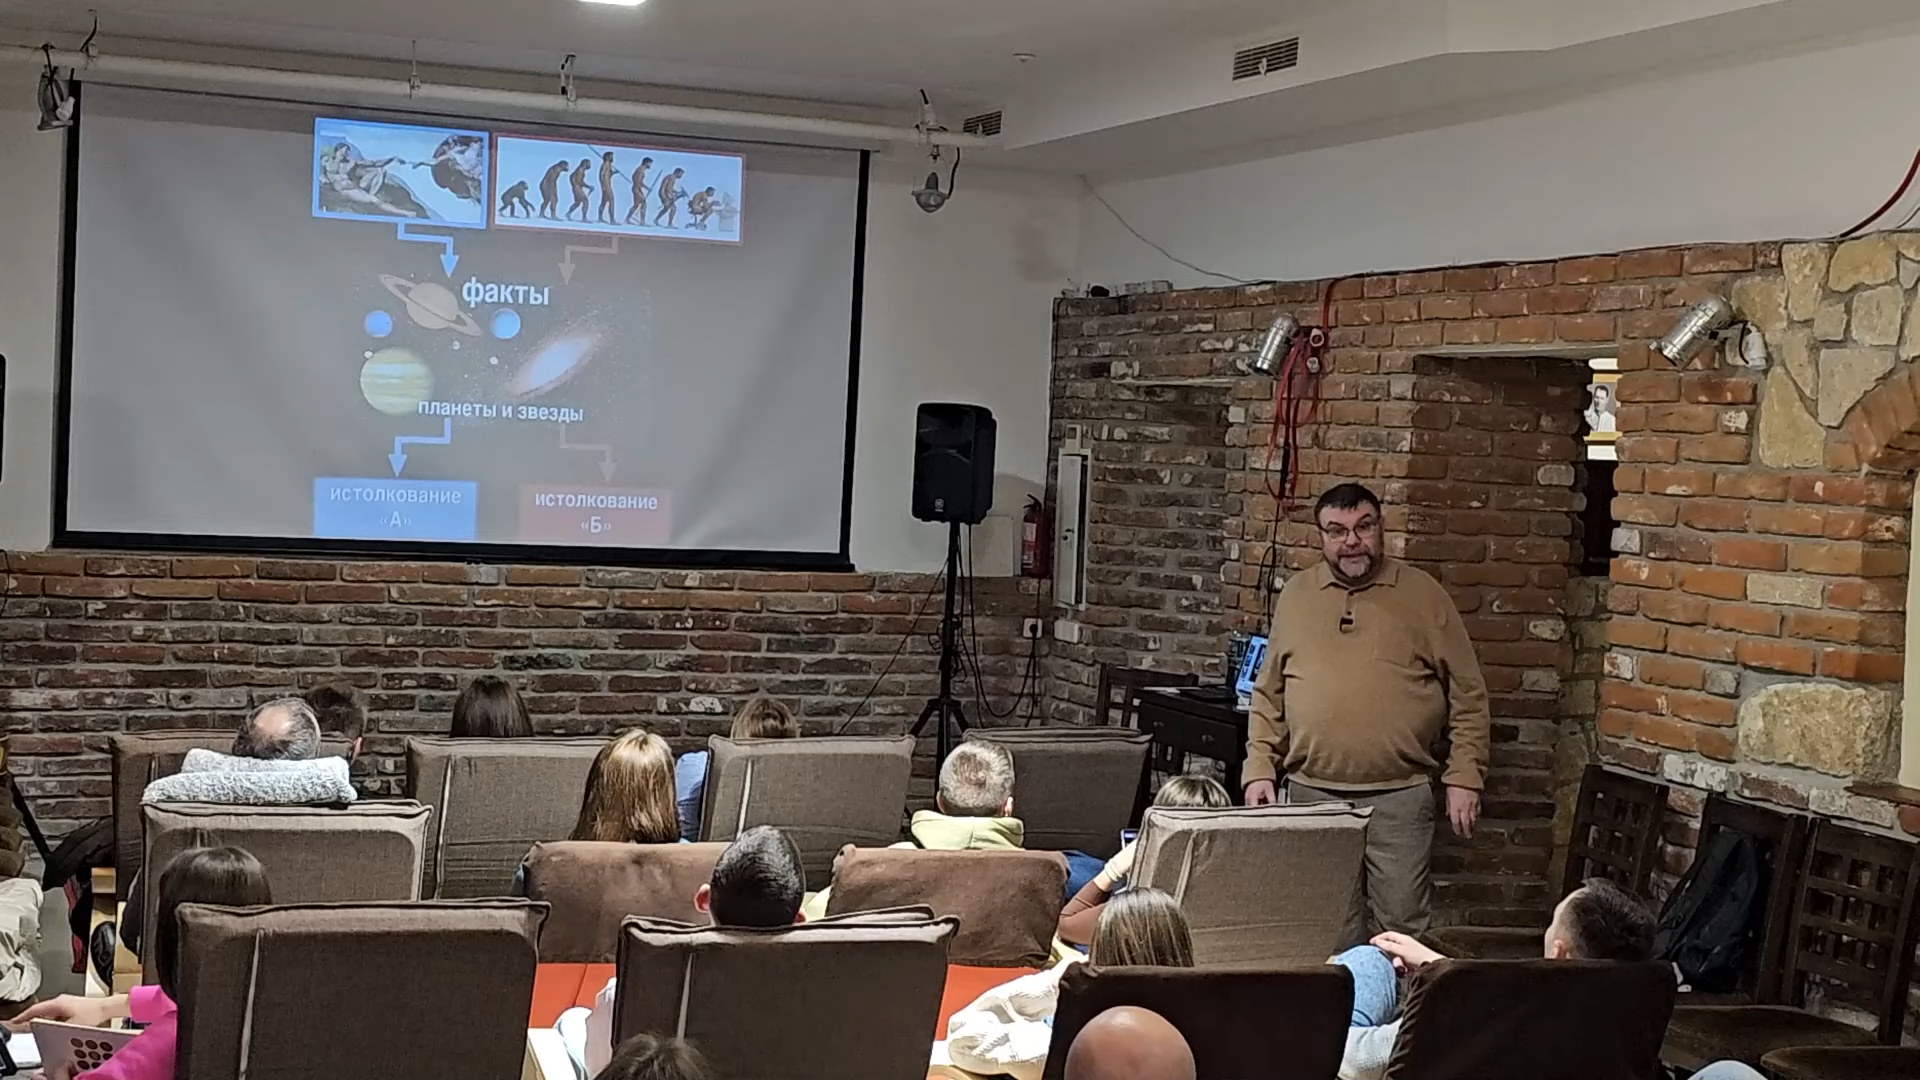 факты
планеты и звезды
истолкование
«А»
истолкование
«Б»